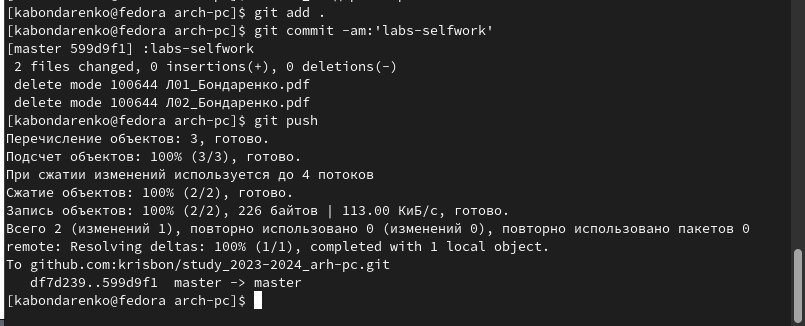 [kabondarenko@fedora arch-pc]$ git add .
[kabondarenko@fedora arch-pc]$ git commit -am:'labs-selfwork'
[master 599d9f1] :labs-selfwork
 2 files changed, 0 insertions(+), 0 deletions(-)
 delete mode 100644 Л01_Бондаренко.pdf
 delete mode 100644 Л02_Бондаренко.pdf
[kabondarenko@fedora arch-pc]$ git push
Перечисление объектов: 3, готово.
Подсчет объектов: 100% (3/3), готово.
При сжатии изменений используется до 4 потоков
Сжатие объектов: 100% (2/2), готово.
Запись объектов: 100% (2/2), 226 байтов | 113.00 КиБ/с, готово.
Всего 2 (изменений 1), повторно использовано 0 (изменений 0), повторно использовано пакетов 0
remote: Resolving deltas: 100% (1/1), completed with 1 local object.
To github.com:krisbon/study_2023-2024_arh-pc.git
   df7d239..599d9f1  master -> master
[kabondarenko@fedora arch-pc]$